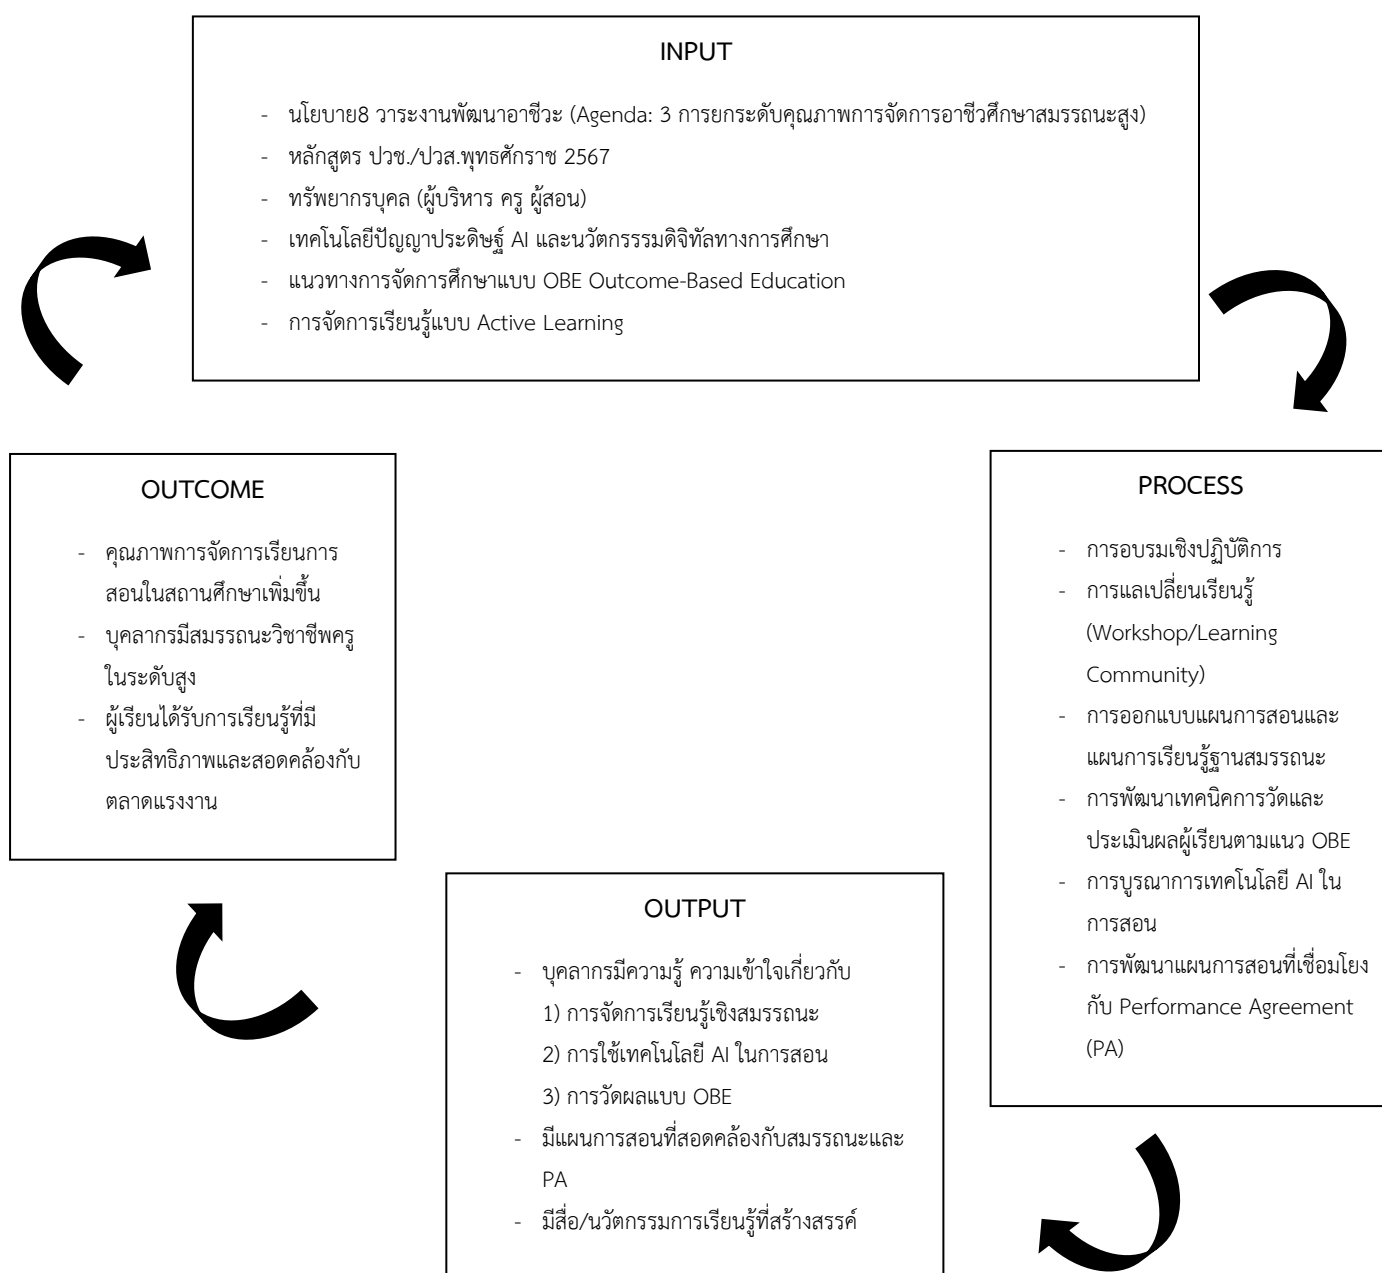 INPUT
- นโยบาย8 วาระงานพัฒนาอาชีวะ (Agenda: 3 การยกระดับคุณภาพการจัดการอาชีวศึกษาสมรรถนะสูง)
- หลักสูตร ปวช./ปวส.พุทธศักราช 2567
- ทรัพยากรบุคล (ผู้บริหาร ครู ผู้สอน)
- เทคโนโลยีปัญญาประดิษฐ์ AI และนวัตกรรรมดิจิทัลทางการศึกษา
- แนวทางการจัดการศึกษาแบบ OBE Outcome-Based Education
- การจัดการเรียนรู้แบบ Active Learning
PROCESS
- การอบรมเชิงปฏิบัติการ
- การแลเปลี่ยนเรียนรู้
(Workshop/Learning
Community)
- การออกแบบแผนการสอนและ
แผนการเรียนรู้ฐานสมรรถนะ
- การพัฒนาเทคนิคการวัดและ
ประเมินผลผู้เรียนตามแนว OBE
- การบูรณาการเทคโนโลยี AI ใน
การสอน
- การพัฒนาแผนการสอนที่เชื่อมโยง
กับ Performance Agreement
(PA)
OUTPUT
- บุคลากรมีความรู้ ความเข้าใจเกี่ยวกับ
1) การจัดการเรียนรู้เชิงสมรรถนะ
2) การใช้เทคโนโลยี AI ในการสอน
3) การวัดผลแบบ OBE
- มีแผนการสอนที่สอดคล้องกับสมรรถนะและ
PA
- มีสื่อ/นวัตกรรมการเรียนรู้ที่สร้างสรรค์
OUTCOME
- คุณภาพการจัดการเรียนการ
สอนในสถานศึกษาเพิ่มขึ้น
- บุคลากรมีสมรรถนะวิชาชีพครู
ในระดับสูง
- ผู้เรียนได้รับการเรียนรู้ที่มี
ประสิทธิภาพและสอดคล้องกับ
ตลาดแรงงาน